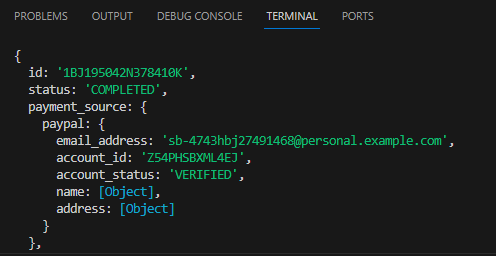 PROBLEMS OUTPUT DEBUG CONSOLE TERMINAL PORTS
{
  id: '1BJ195042N378410K',
  status: 'COMPLETED',
  payment_source: {
    paypal: {
      email_address: 'sb-4743hbj27491468@personal.example.com',
      account_id: 'Z54PHSBXML4EJ',
      account_status: 'VERIFIED',
      name: [Object],
      address: [Object]
    }
  },